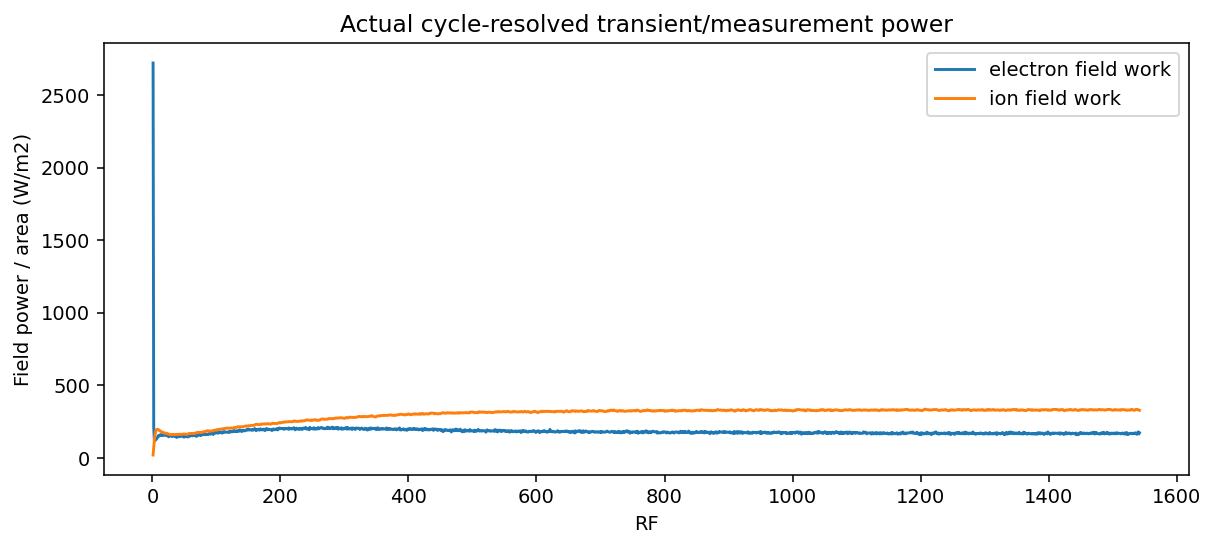 Actual cycle-resolved transient/measurement power
electron field work
ion field work
Field power / area (W/m2)
2500
2000
1500
1000
500
0
0 200 400 600 800 1000 1200 1400 1600
RF